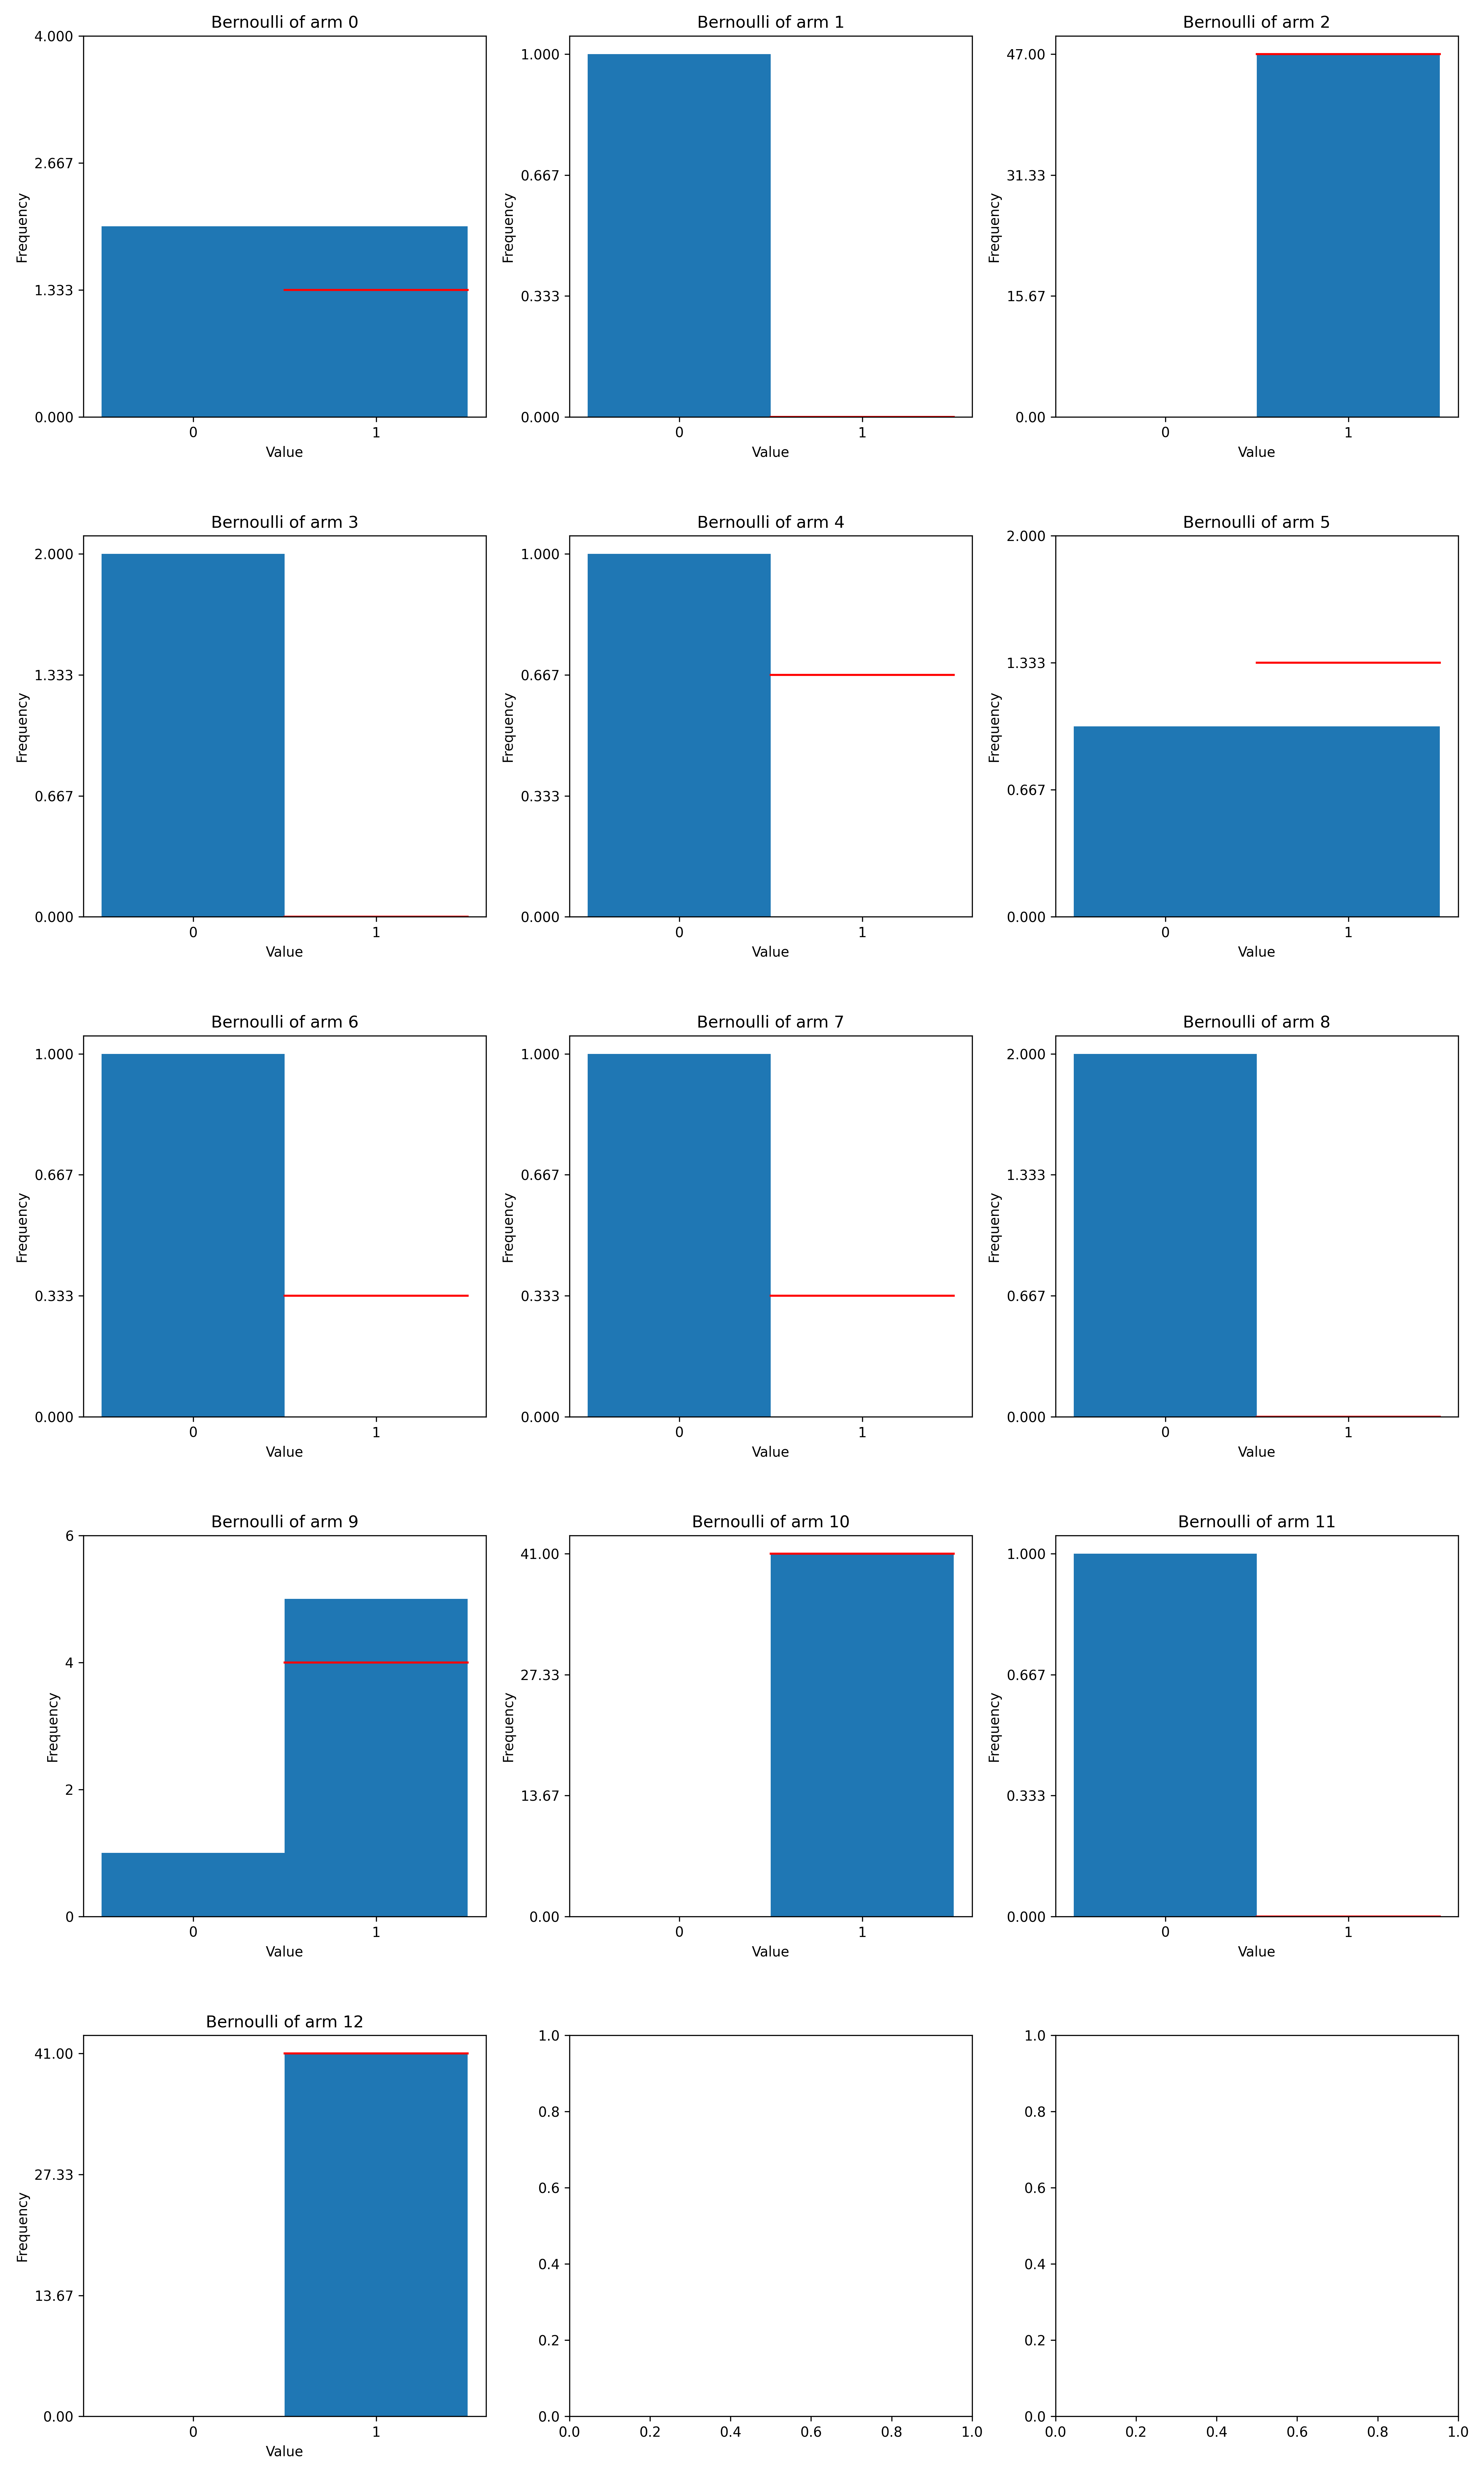 Bernoulli of arm 0
4.000
2.667
1.333
0.000
Frequency
0 1
Value
Bernoulli of arm 1
1.000
0.667
0.333
0.000
Frequency
0 1
Value
Bernoulli of arm 2
47.00
31.33
15.67
0.00
Frequency
0 1
Value
Bernoulli of arm 3
2.000
1.333
0.667
0.000
Frequency
0 1
Value
Bernoulli of arm 4
1.000
0.667
0.333
0.000
Frequency
0 1
Value
Bernoulli of arm 5
2.000
1.333
0.667
0.000
Frequency
0 1
Value
Bernoulli of arm 6
1.000
0.667
0.333
0.000
Frequency
0 1
Value
Bernoulli of arm 7
1.000
0.667
0.333
0.000
Frequency
0 1
Value
Bernoulli of arm 8
2.000
1.333
0.667
0.000
Frequency
0 1
Value
Bernoulli of arm 9
6
4
2
0
Frequency
0 1
Value
Bernoulli of arm 10
41.00
27.33
13.67
0.00
Frequency
0 1
Value
Bernoulli of arm 11
1.000
0.667
0.333
0.000
Frequency
0 1
Value
Bernoulli of arm 12
41.00
27.33
13.67
0.00
Frequency
0 1
Value
1.0
0.8
0.6
0.4
0.2
0.0
0.0 0.2 0.4 0.6 0.8 1.0
1.0
0.8
0.6
0.4
0.2
0.0
0.0 0.2 0.4 0.6 0.8 1.0